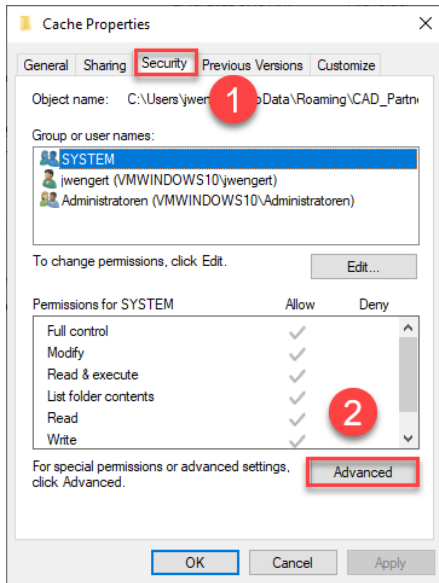 Cache Properties
General Sharing Security Previous Versions Customize
1
Object name: C:\Users\jwen pData\Roaming\CAD_Partn
Group or user names:
SYSTEM
jwengert (VMWINDOWS10\jwengert)
Administratoren (VMWINDOWS10\Administratoren)
To change permissions, click Edit.
Edit...
Permissions for SYSTEM Allow Deny
Full control
Modify
Read & execute
List folder contents
Read
Write
2
For special permissions or advanced settings,
click Advanced.
Advanced
OK Cancel Apply